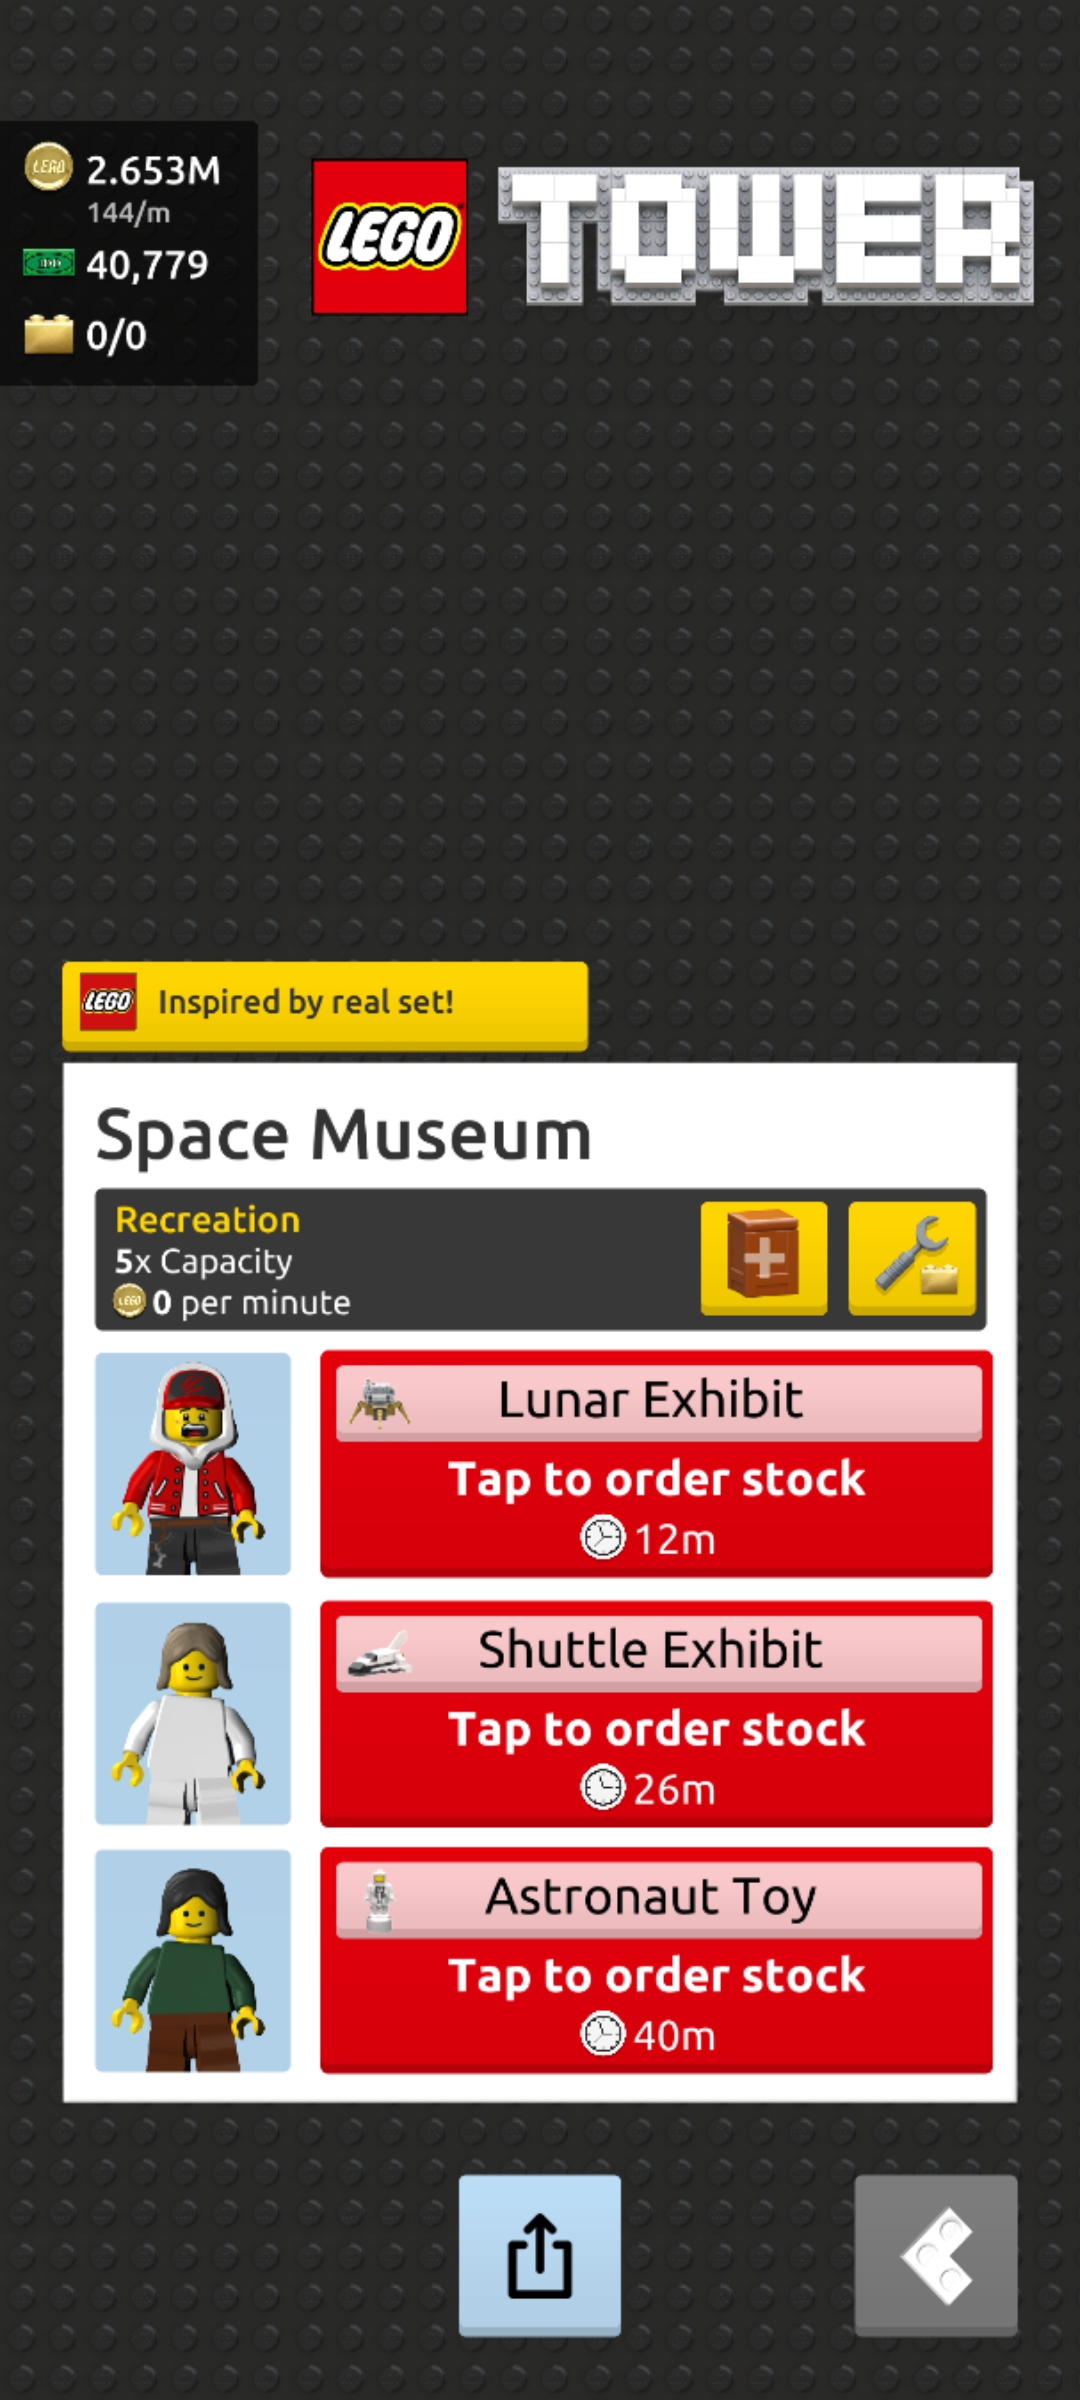 LEGO
2.653M
144/m
40,779
0/0
LEGO TOWER
LEGO Inspired by real set!
Space Museum
Recreation
5x Capacity
LEGO 0 per minute
Lunar Exhibit
Tap to order stock
12m
Shuttle Exhibit
Tap to order stock
26m
Astronaut Toy
Tap to order stock
40m